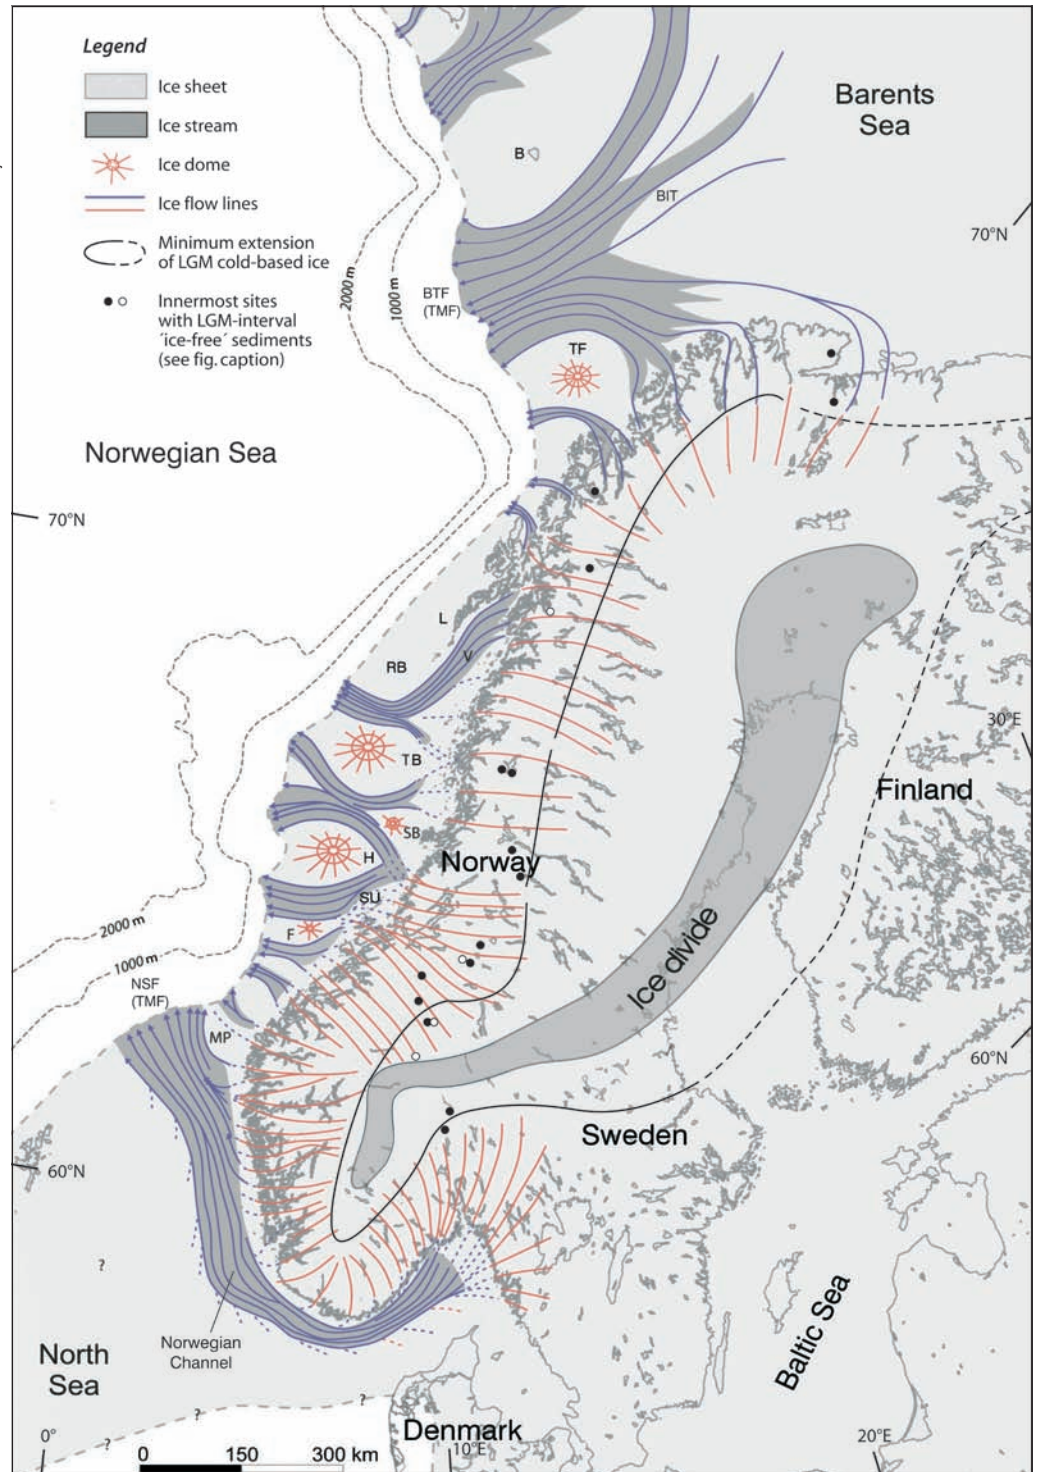 Legend
Ice sheet
Ice stream
Ice dome
Ice flow lines
Minimum extension
of LGM cold-based ice
Innermost sites
with LGM-interval
´ice-free´ sediments
(see fig. caption)
Barents
Sea
B
BIT
70°N
2000 m
1000 m
BTF
(TMF)
TF
Norwegian Sea
70°N
L
RB
V
30°E
TB
Finland
SB
H
Norway
SU
F
2000 m
1000 m
NSF
(TMF)
MP
Ice divide
60°N
Sweden
60°N
?
Norwegian
Channel
Baltic Sea
North
Sea
?
?
Denmark
0°
10°E
20°E
0
150
300 km